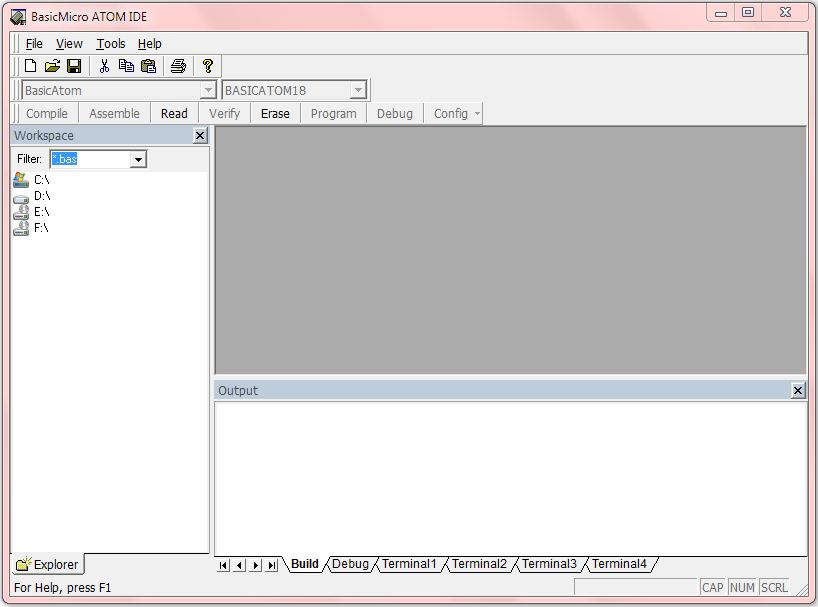 BasicMicro ATOM IDE
File View Tools Help
BasicAtom BASICATOM18
Compile Assemble Read Verify Erase Program Debug Config
Workspace
Filter: *.bas
C:\
D:\
E:\
F:\
Output
Explorer
Build Debug Terminal1 Terminal2 Terminal3 Terminal4
For Help, press F1
CAP NUM SCRL